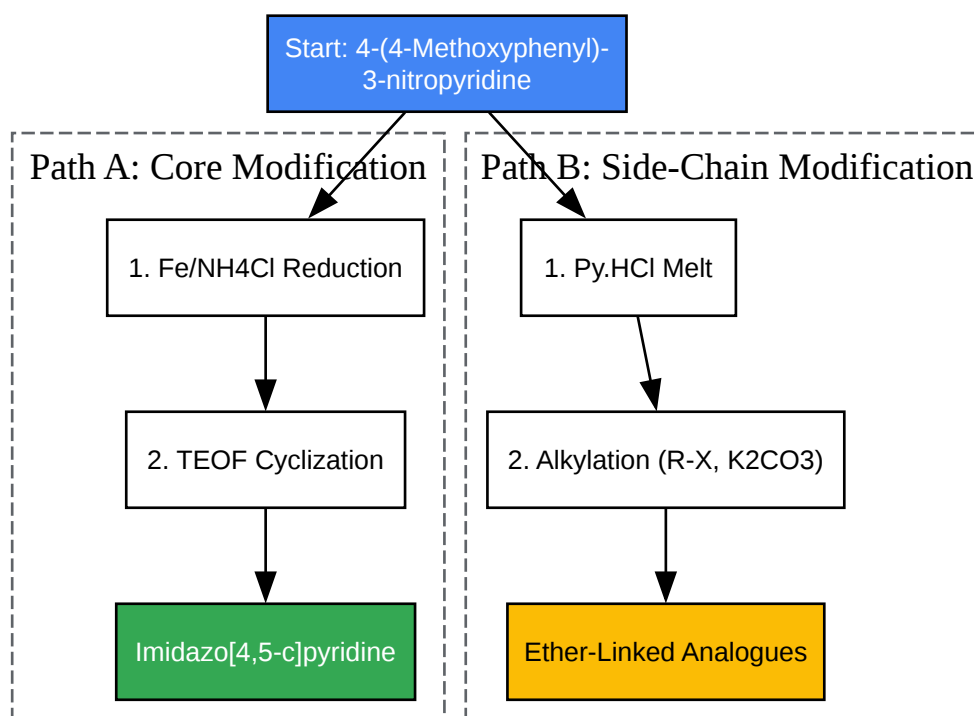 Start: 4-(4-Methoxyphenyl)-
3-nitropyridine
Path A: Core Modification
Path B: Side-Chain Modification
1. Fe/NH4Cl Reduction
1. Py.HCl Melt
2. TEOF Cyclization
2. Alkylation (R-X, K2CO3)
Imidazo[4,5-c]pyridine
Ether-Linked Analogues